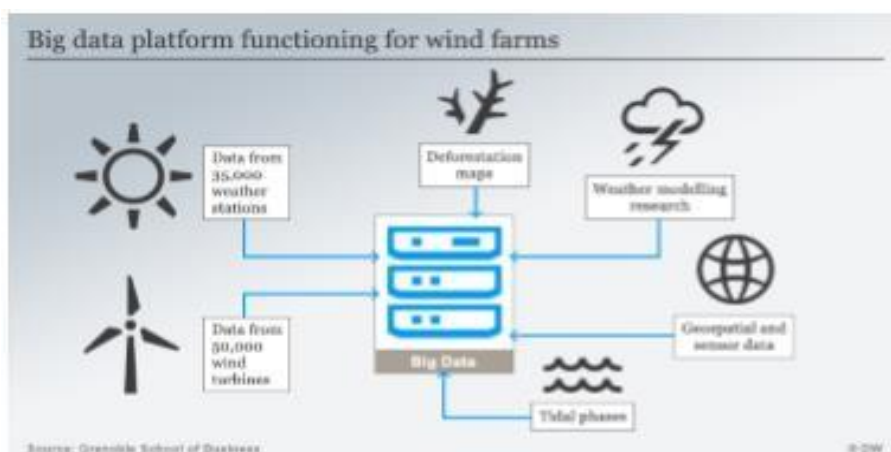 Big data platform functioning for wind farms
Data from
35,000
weather
stations
Deforestation
maps
Weather modelling
research
Data from
50,000
wind
turbines
Geospatial and
sensor data
Big Data
Tidal phases
Source: Grenoble School of Business
© DW